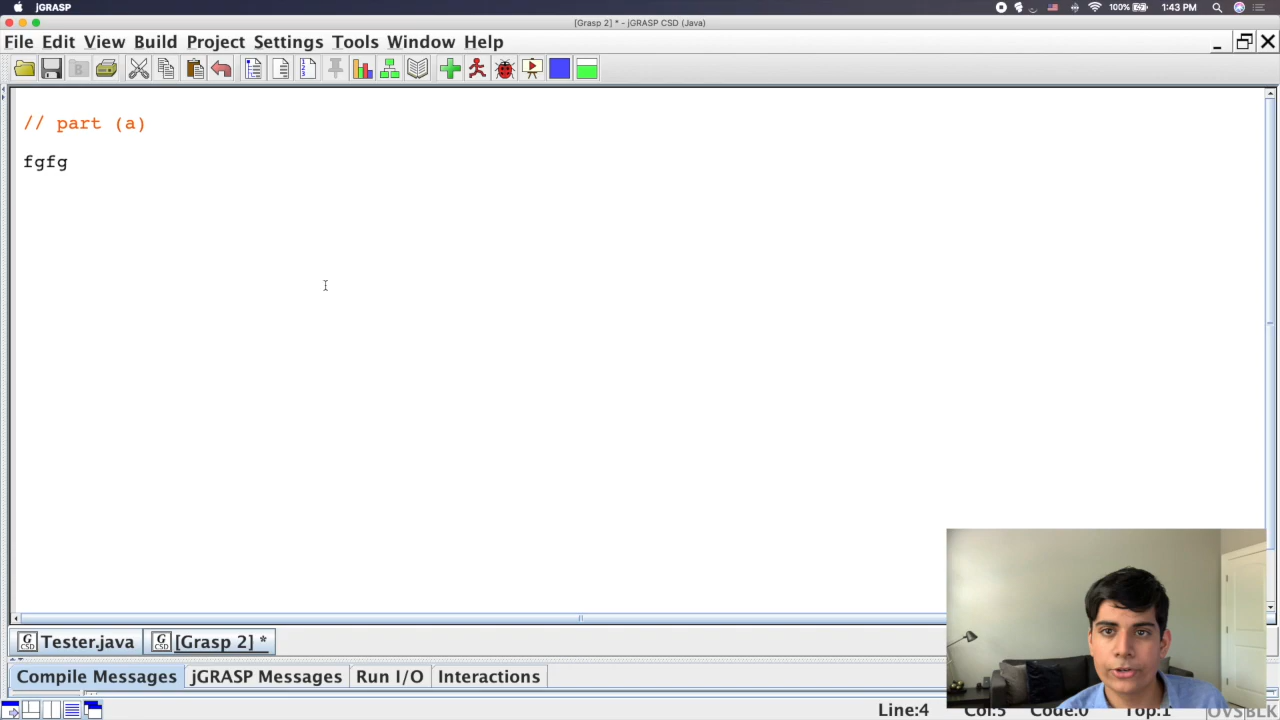 jGRASP
100%
1:43 PM
[Grasp 2] * - jGRASP CSD (Java)
File Edit View Build Project Settings Tools Window Help
// part (a)
fgfg
Tester.java
[Grasp 2] *
Compile Messages
jGRASP Messages
Run I/O
Interactions
Line:4
Col:5
Code:0
Top:1
OVS BLK